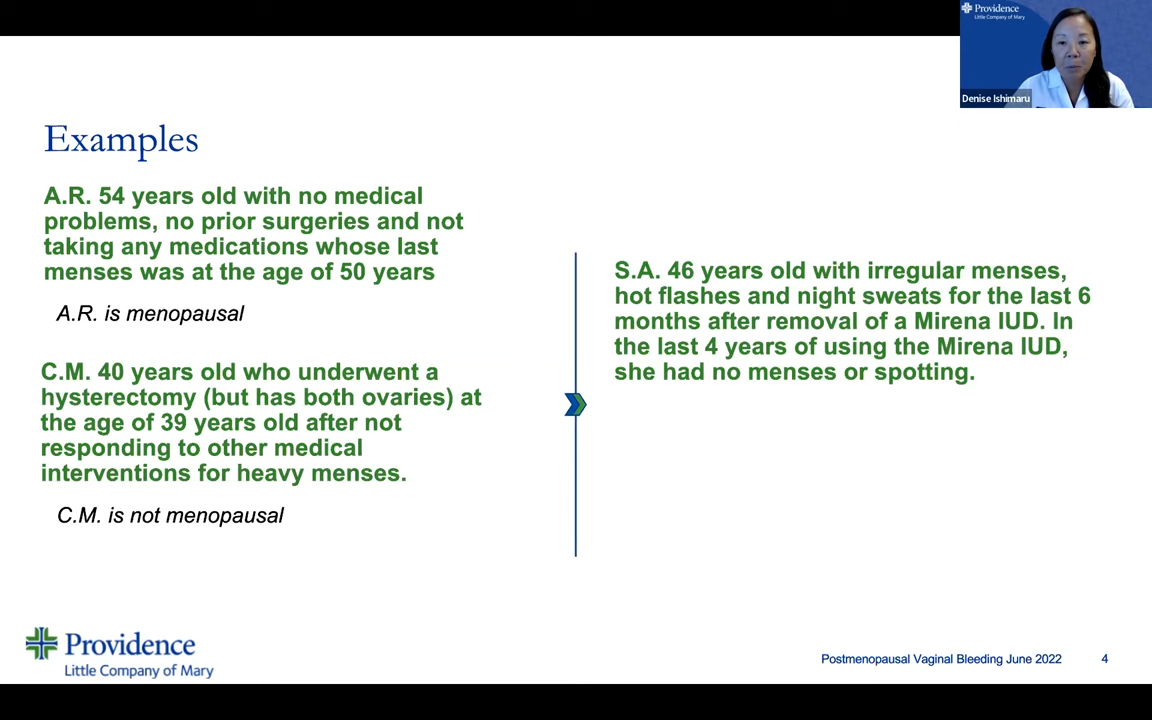 Providence
Little Company of Mary
Denise Ishimaru
Examples
A.R. 54 years old with no medical
problems, no prior surgeries and not
taking any medications whose last
menses was at the age of 50 years
A.R. is menopausal
C.M. 40 years old who underwent a
hysterectomy (but has both ovaries) at
the age of 39 years old after not
responding to other medical
interventions for heavy menses.
C.M. is not menopausal
S.A. 46 years old with irregular menses,
hot flashes and night sweats for the last 6
months after removal of a Mirena IUD. In
the last 4 years of using the Mirena IUD,
she had no menses or spotting.
Providence
Little Company of Mary
Postmenopausal Vaginal Bleeding June 2022
4